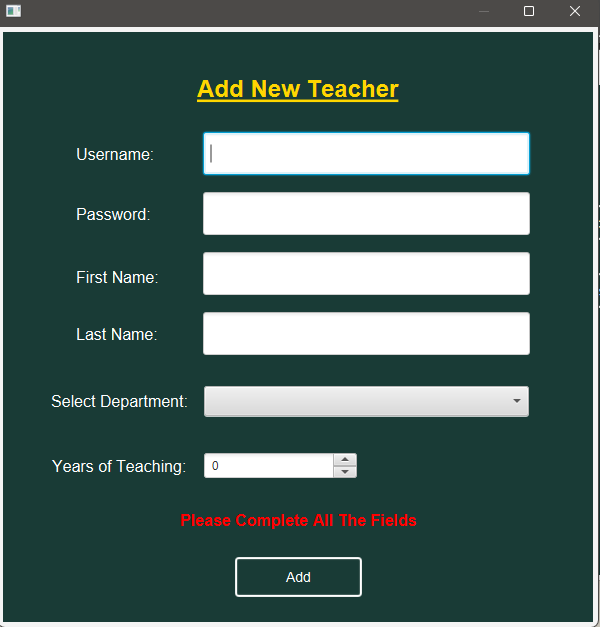 Add New Teacher
Username:
Password:
First Name:
Last Name:
Select Department:
Years of Teaching: 0
Please Complete All The Fields
Add